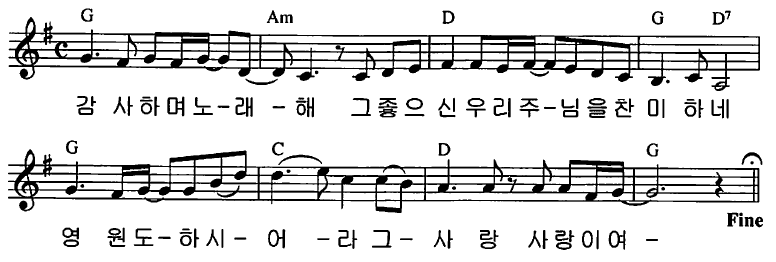 G Am D G D7
감 사하며노-래 -해 그좋으 신우리주-님을찬 미 하네
G C D G
Fine
영 원도-하시- 어 -라그- 사 랑 사랑이여 -